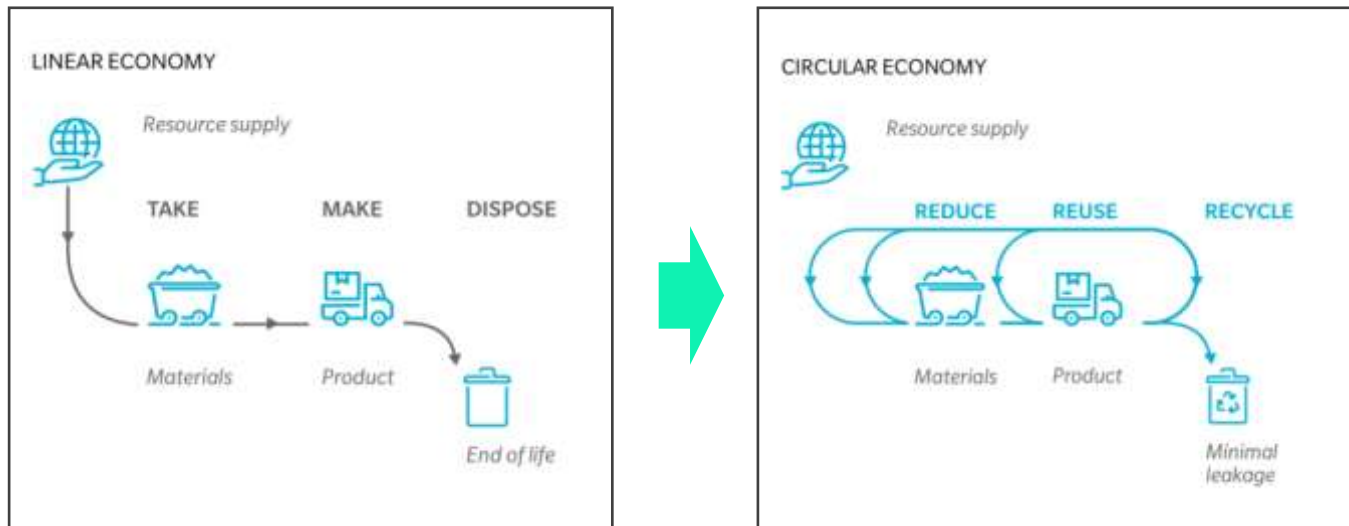 LINEAR ECONOMY
Resource supply
TAKE MAKE DISPOSE
Materials Product
End of life
CIRCULAR ECONOMY
Resource supply
REDUCE REUSE RECYCLE
Materials Product
Minimal
leakage